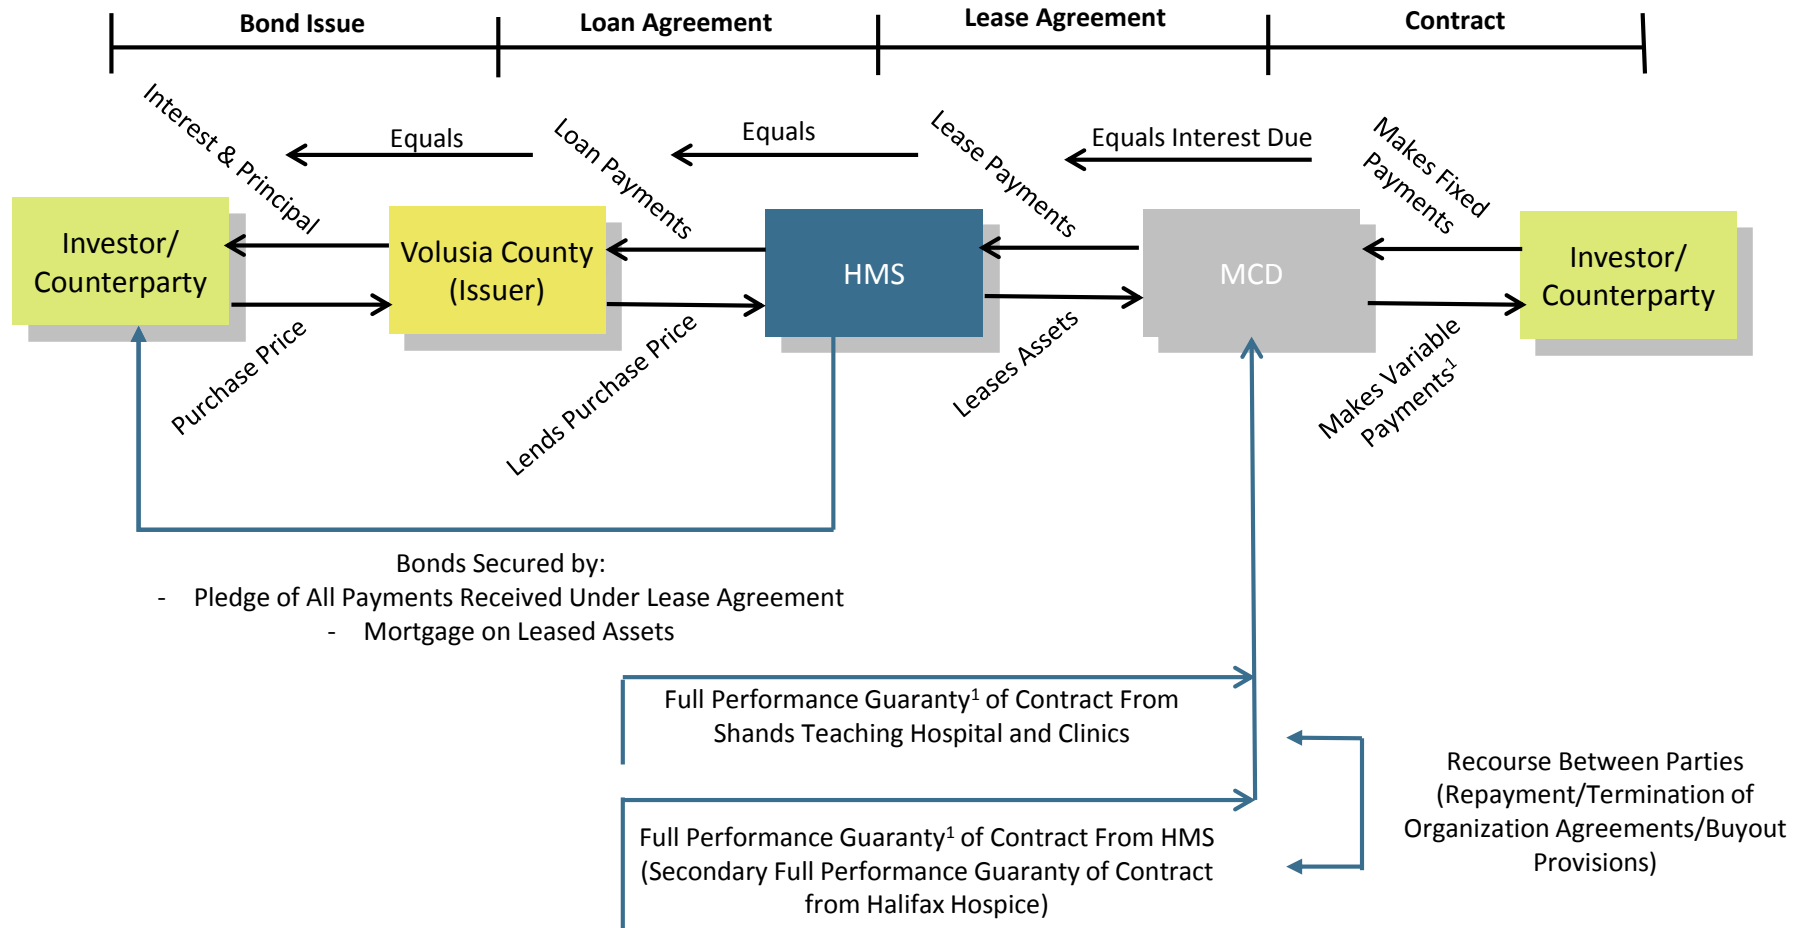 Bond Issue
Loan Agreement
Lease Agreement
Contract
Interest & Principal
Equals
Loan Payments
Equals
Lease Payments
Equals Interest Due
Makes Fixed
Payments
Investor/
Counterparty
Volusia County
(Issuer)
HMS
MCD
Investor/
Counterparty
Purchase Price
Lends Purchase Price
Leases Assets
Makes Variable
Payments¹
Bonds Secured by:
- Pledge of All Payments Received Under Lease Agreement
- Mortgage on Leased Assets
Full Performance Guaranty¹ of Contract From
Shands Teaching Hospital and Clinics
Full Performance Guaranty¹ of Contract From HMS
(Secondary Full Performance Guaranty of Contract
from Halifax Hospice)
Recourse Between Parties
(Repayment/Termination of
Organization Agreements/Buyout
Provisions)